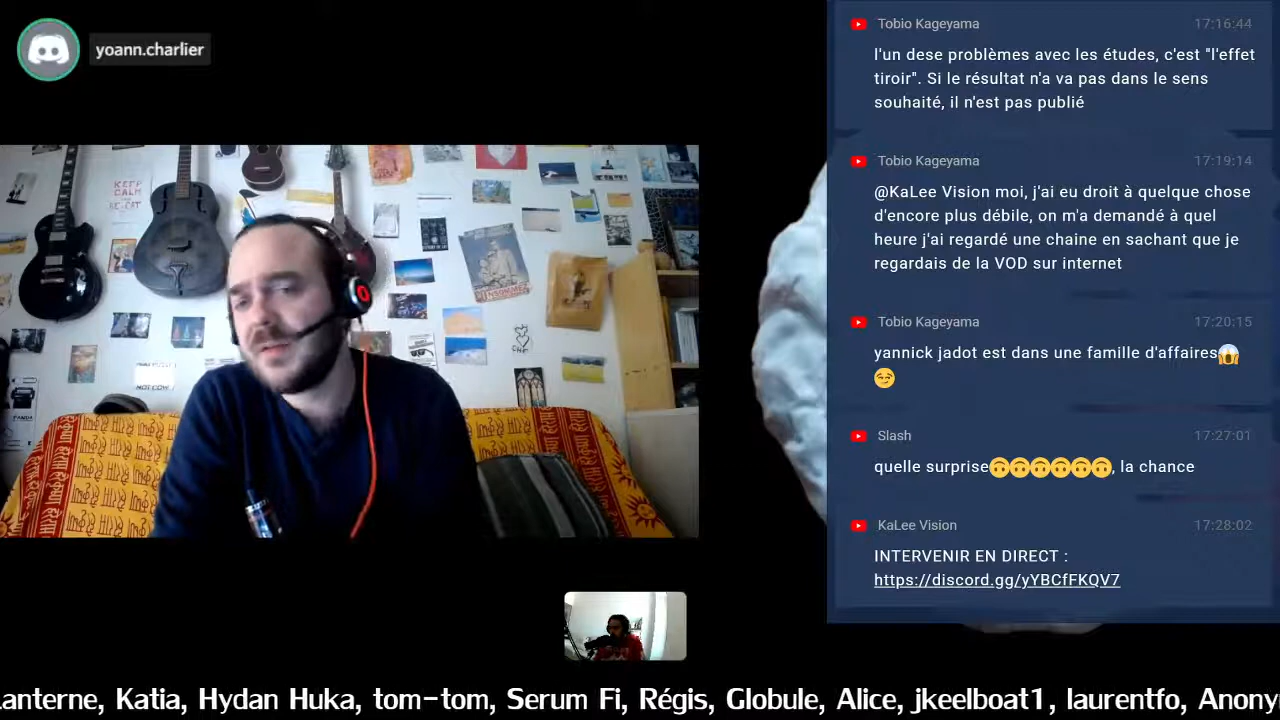 yoann.charlier
Tobio Kageyama 17:16:44
l'un dese problèmes avec les études, c'est "l'effet
tiroir". Si le résultat n'a va pas dans le sens
souhaité, il n'est pas publié
Tobio Kageyama 17:19:14
@KaLee Vision moi, j'ai eu droit à quelque chose
d'encore plus débile, on m'a demandé à quel
heure j'ai regardé une chaine en sachant que je
regardais de la VOD sur internet
Tobio Kageyama 17:20:15
yannick jadot est dans une famille d'affaires😱
😏
Slash 17:27:01
quelle surprise🙃🙃🙃🙃🙃🙃, la chance
KaLee Vision 17:28:02
INTERVENIR EN DIRECT :
https://discord.gg/yYBCfFKQV7
KEEP
CALM
anterne, Katia, Hydan Huka, tom-tom, Serum Fi, Régis, Globule, Alice, jkeelboat1, laurentfo, Anony